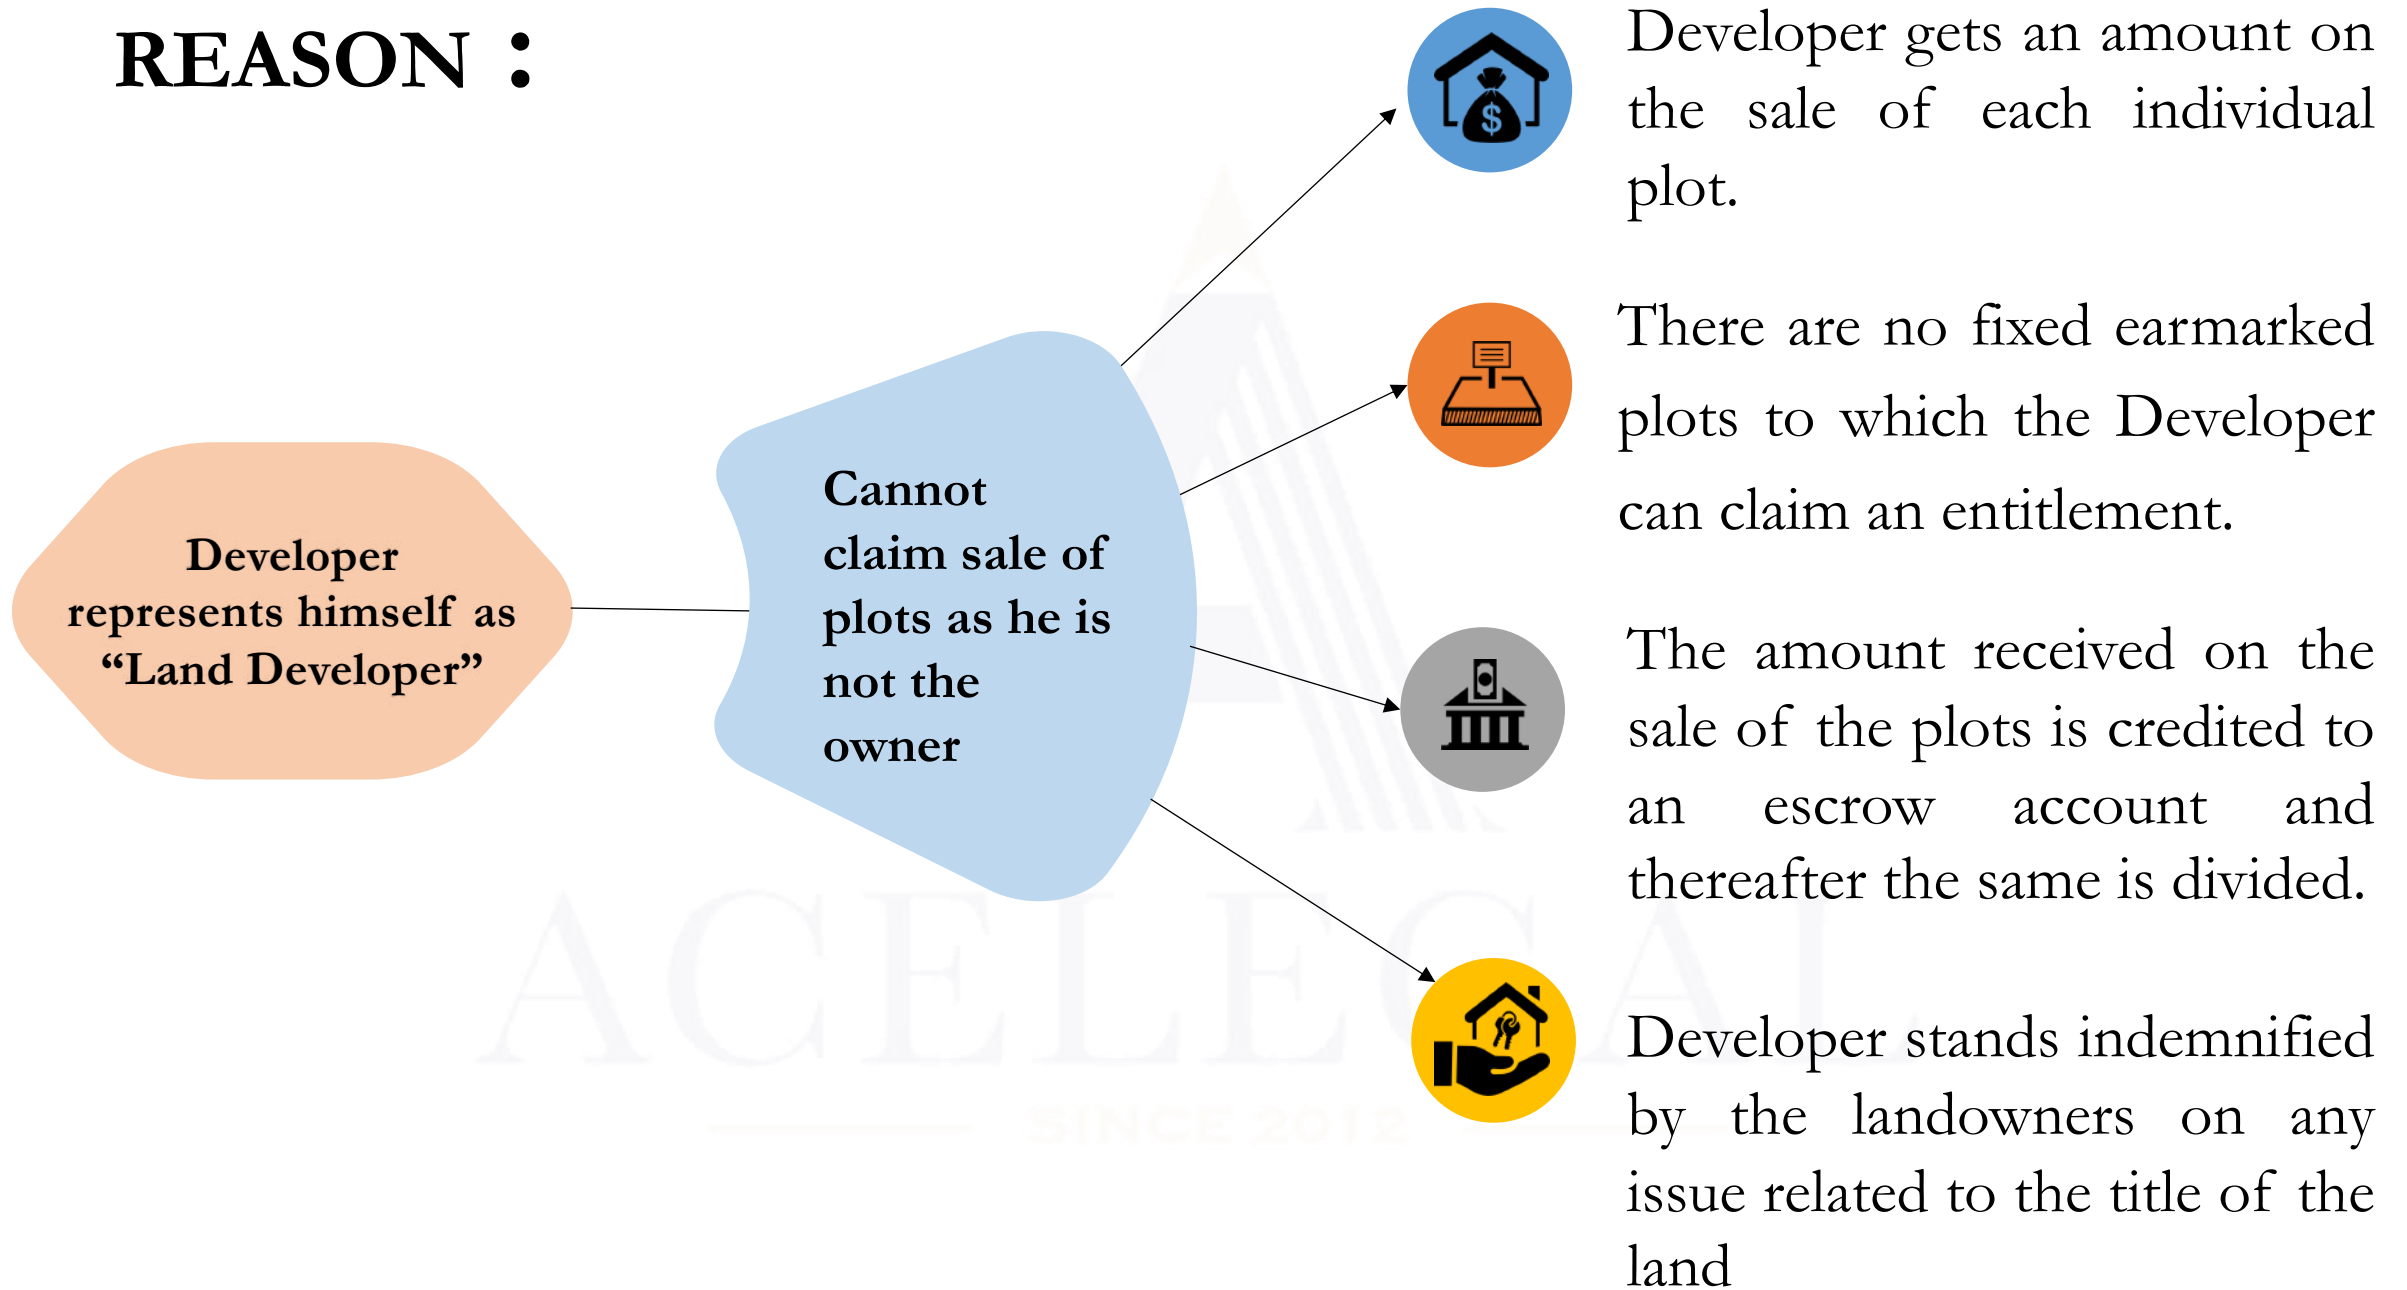 REASON :
Developer
represents himself as
“Land Developer”
Cannot
claim sale of
plots as he is
not the
owner
Developer gets an amount on
the sale of each individual
plot.
There are no fixed earmarked
plots to which the Developer
can claim an entitlement.
The amount received on the
sale of the plots is credited to
an escrow account and
thereafter the same is divided.
Developer stands indemnified
by the landowners on any
issue related to the title of the
land
$
ACELEGAL
SINCE 2012